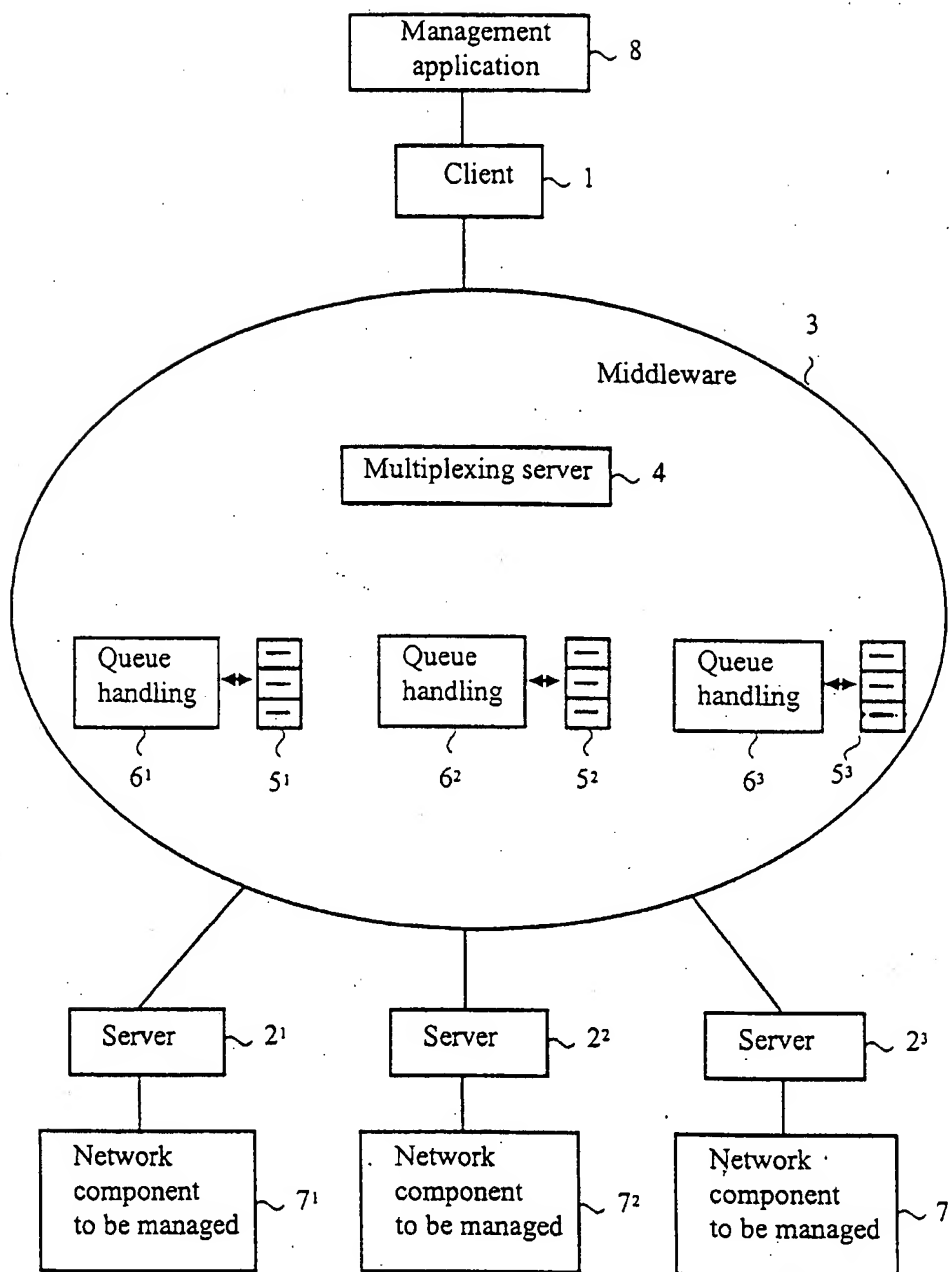 Management
application
8
Client
1
3
Middleware
Multiplexing server
4
Queue
handling
Queue
handling
Queue
handling
6¹
5¹
6²
5²
6³
5³
Server
2¹
Server
2²
Server
2³
Network
component
to be managed
7¹
Network
component
to be managed
7²
Network
component
to be managed
7